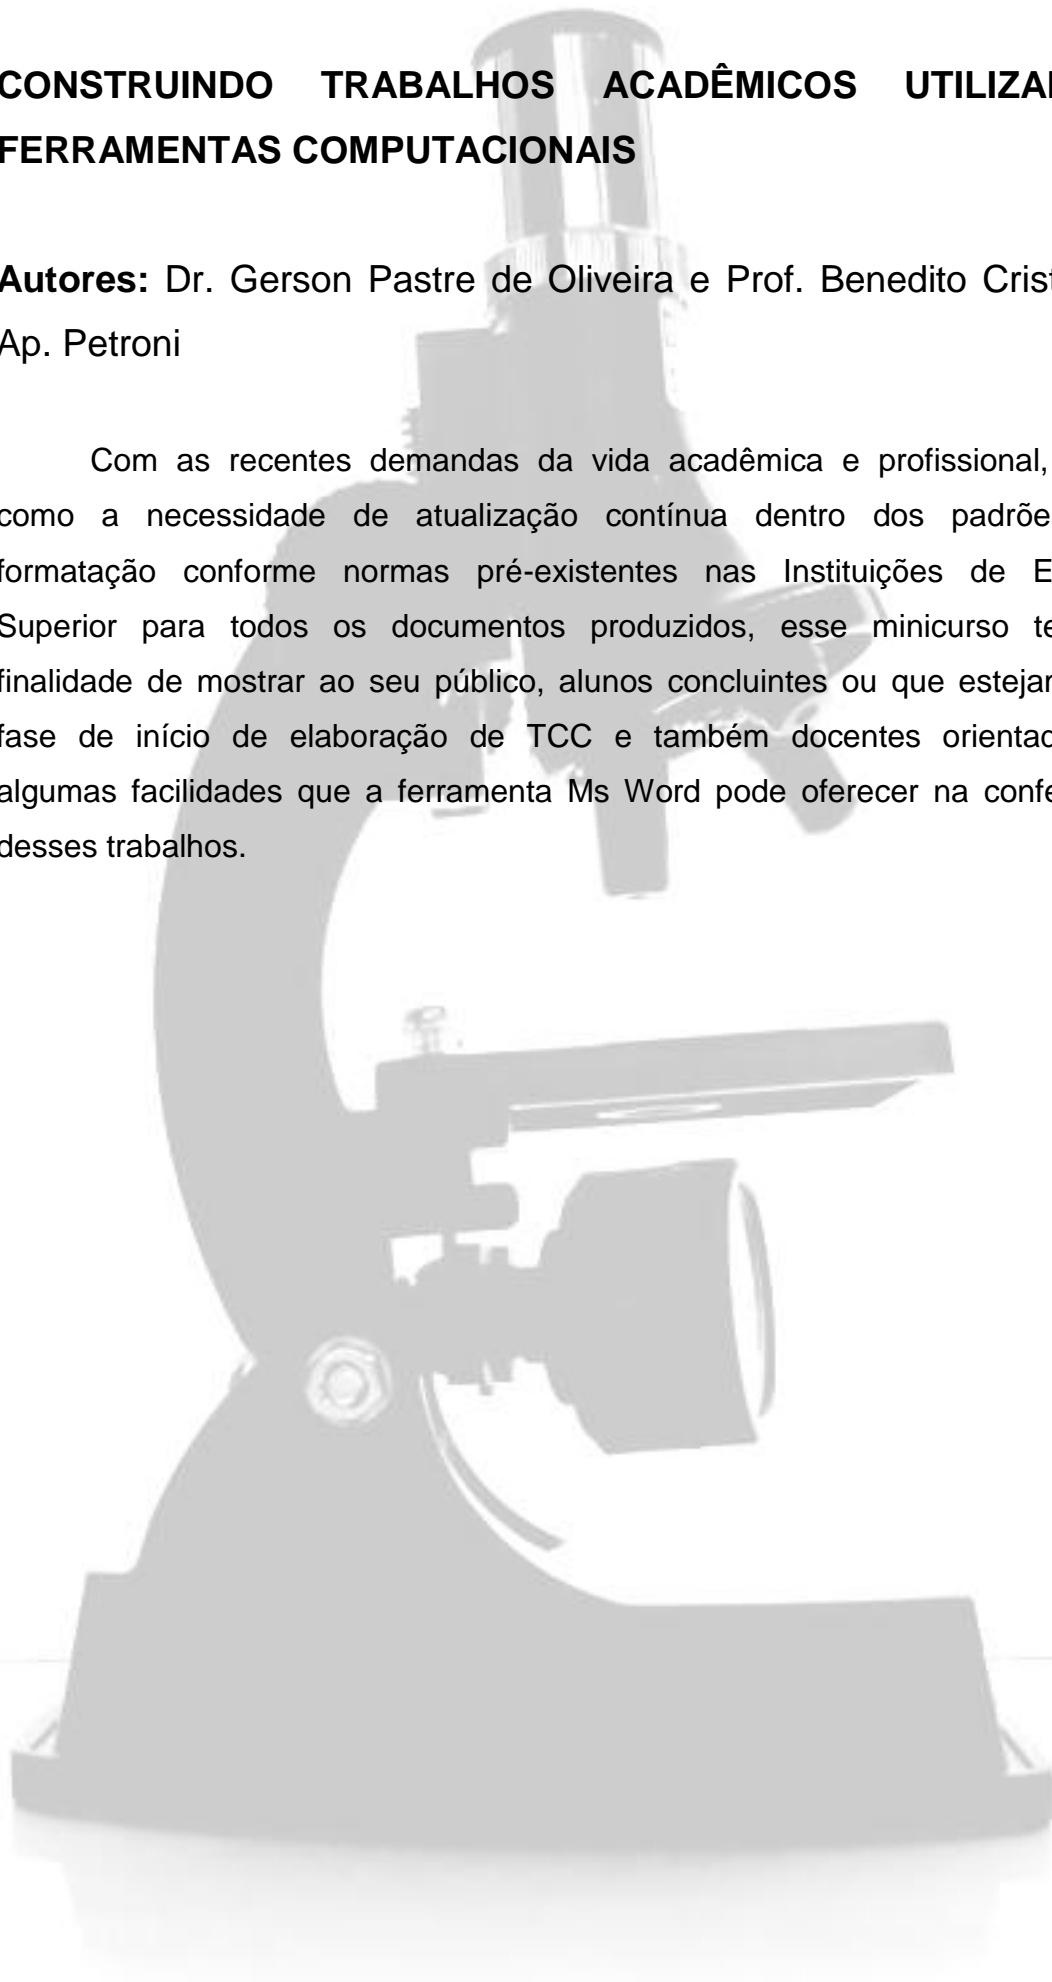 CONSTRUINDO TRABALHOS ACADÊMICOS UTILIZA
FERRAMENTAS COMPUTACIONAIS
Autores: Dr. Gerson Pastre de Oliveira e Prof. Benedito Crist
Ap. Petroni
Com as recentes demandas da vida acadêmica e profissional,
como a necessidade de atualização contínua dentro dos padrõe
formatação conforme normas pré-existentes nas Instituições de E
Superior para todos os documentos produzidos, esse minicurso te
finalidade de mostrar ao seu público, alunos concluintes ou que estejar
fase de início de elaboração de TCC e também docentes orientad
algumas facilidades que a ferramenta Ms Word pode oferecer na confe
desses trabalhos.